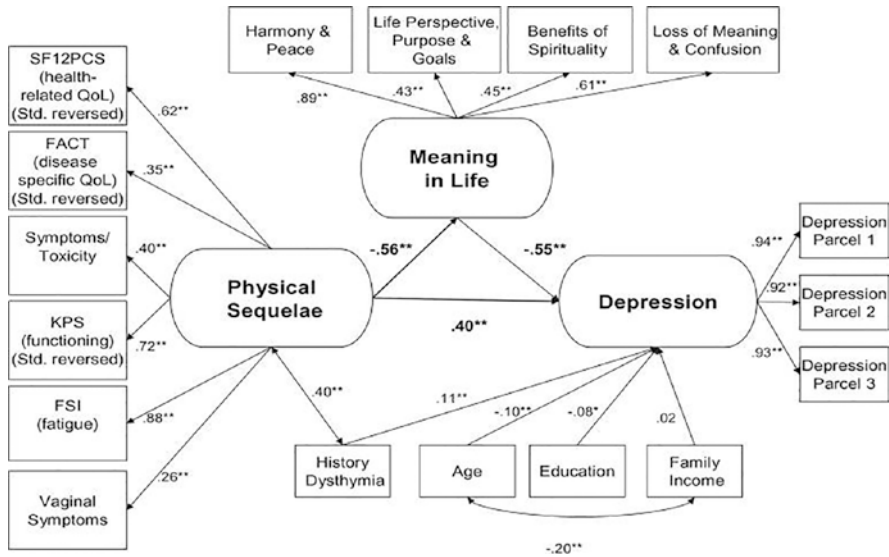 SF12PCS
(health-
related QoL)
(Std. reversed)
FACT
(disease
specific QoL)
(Std. reversed)
Symptoms/
Toxicity
KPS
(functioning)
(Std. reversed)
FSI
(fatigue)
Vaginal
Symptoms
.62**
.35**
.40**
.72**
.88**
.26**
Harmony &
Peace
Life Perspective,
Purpose &
Goals
Benefits of
Spirituality
Loss of Meaning
& Confusion
.89**
.43**
.45**
.61**
Meaning
in Life
-.56**
-.55**
Physical
Sequelae
.40**
Depression
.94**
.92**
.93**
Depression
Parcel 1
Depression
Parcel 2
Depression
Parcel 3
.40**
.11**
-.10**
-.08*
.02
History
Dysthymia
Age
Education
Family
Income
-.20**